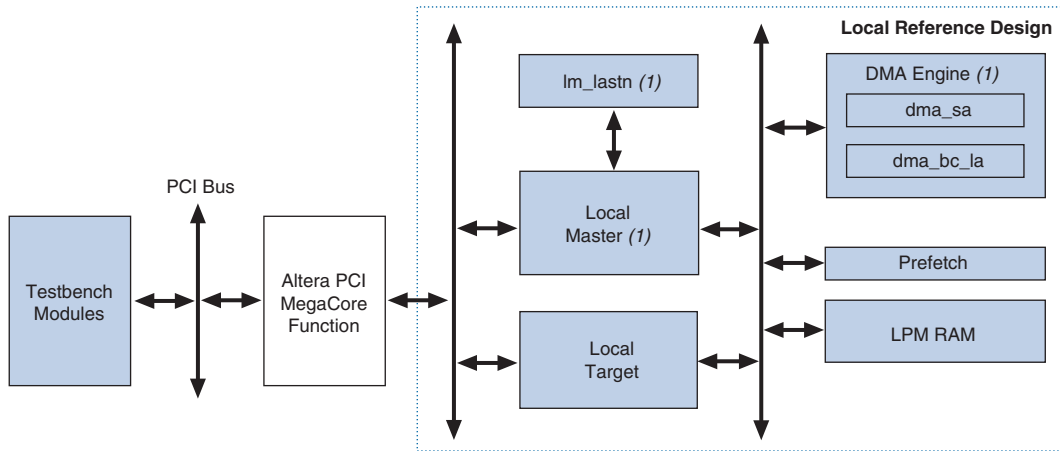 Local Reference Design
lm_lastn (1)
DMA Engine (1)
dma_sa
dma_bc_la
PCI Bus
Local
Master (1)
Testbench
Modules
Altera PCI
MegaCore
Function
Prefetch
LPM RAM
Local
Target